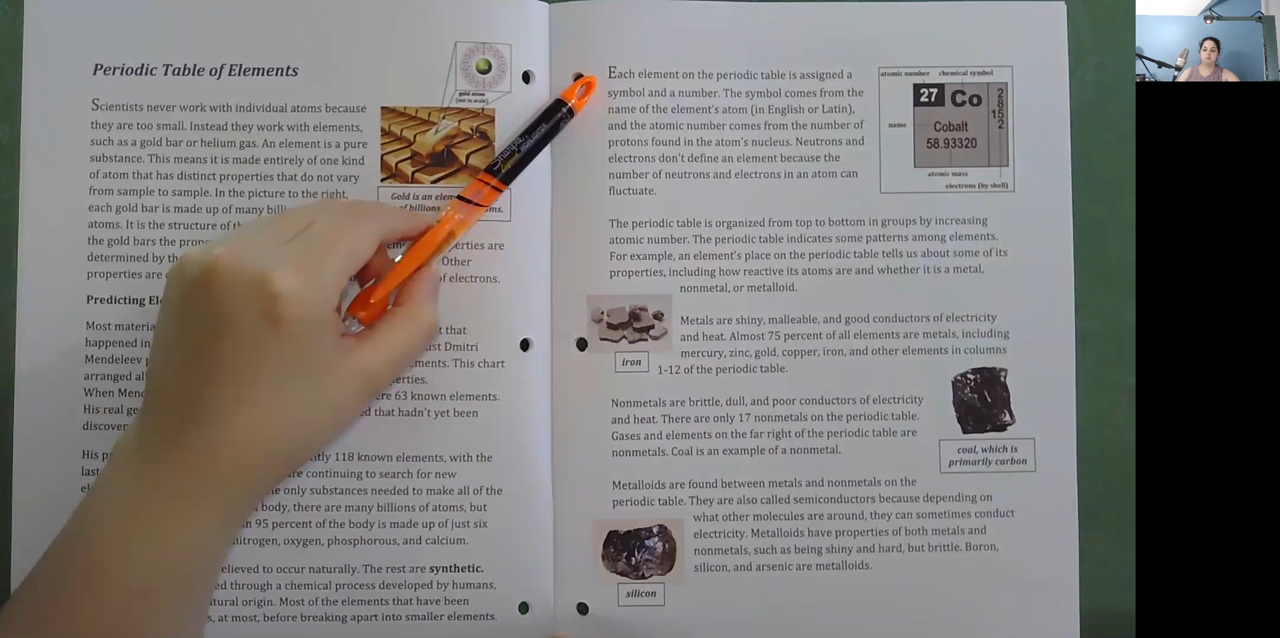 Periodic Table of Elements
gold atom
(not to scale)
Scientists never work with individual atoms because
they are too small. Instead they work with elements,
such as a gold bar or helium gas. An element is a pure
substance. This means it is made entirely of one kind
of atom that has distinct properties that do not vary
from sample to sample. In the picture to the right,
each gold bar is made up of many
atoms. It is the structure of
the gold bars the
determined by the
properties are
Gold is an
of billions
erties are
Other
of electrons.
Predicting
Most
happened in
Mendeleev
arranged
When
His real
discover
that
Dmitri
This chart
were 63 known elements.
that hadn't yet been
His
last
118 known elements, with the
are continuing to search for new
only substances needed to make all of the
body, there are many billions of atoms, but
95 percent of the body is made up of just six
nitrogen, oxygen, phosphorous, and calcium.
believed to occur naturally. The rest are synthetic.
through a chemical process developed by humans,
natural origin. Most of the elements that have been
at most, before breaking apart into smaller elements.
Sharpie
Each element on the periodic table is assigned a
symbol and a number. The symbol comes from the
name of the element's atom (in English or Latin),
and the atomic number comes from the number of
protons found in the atom's nucleus. Neutrons and
electrons don't define an element because the
number of neutrons and electrons in an atom can
fluctuate.
atomic number chemical symbol
27 Co
2
8
15
2
name
Cobalt
58.93320
atomic mass
electrons (by shell)
The periodic table is organized from top to bottom in groups by increasing
atomic number. The periodic table indicates some patterns among elements.
For example, an element's place on the periodic table tells us about some of its
properties, including how reactive its atoms are and whether it is a metal,
nonmetal, or metalloid.
iron
Metals are shiny, malleable, and good conductors of electricity
and heat. Almost 75 percent of all elements are metals, including
mercury, zinc, gold, copper, iron, and other elements in columns
1-12 of the periodic table.
Nonmetals are brittle, dull, and poor conductors of electricity
and heat. There are only 17 nonmetals on the periodic table.
Gases and elements on the far right of the periodic table are
nonmetals. Coal is an example of a nonmetal.
coal, which is
primarily carbon
Metalloids are found between metals and nonmetals on the
periodic table. They are also called semiconductors because depending on
what other molecules are around, they can sometimes conduct
electricity. Metalloids have properties of both metals and
nonmetals, such as being shiny and hard, but brittle. Boron,
silicon, and arsenic are metalloids.
silicon